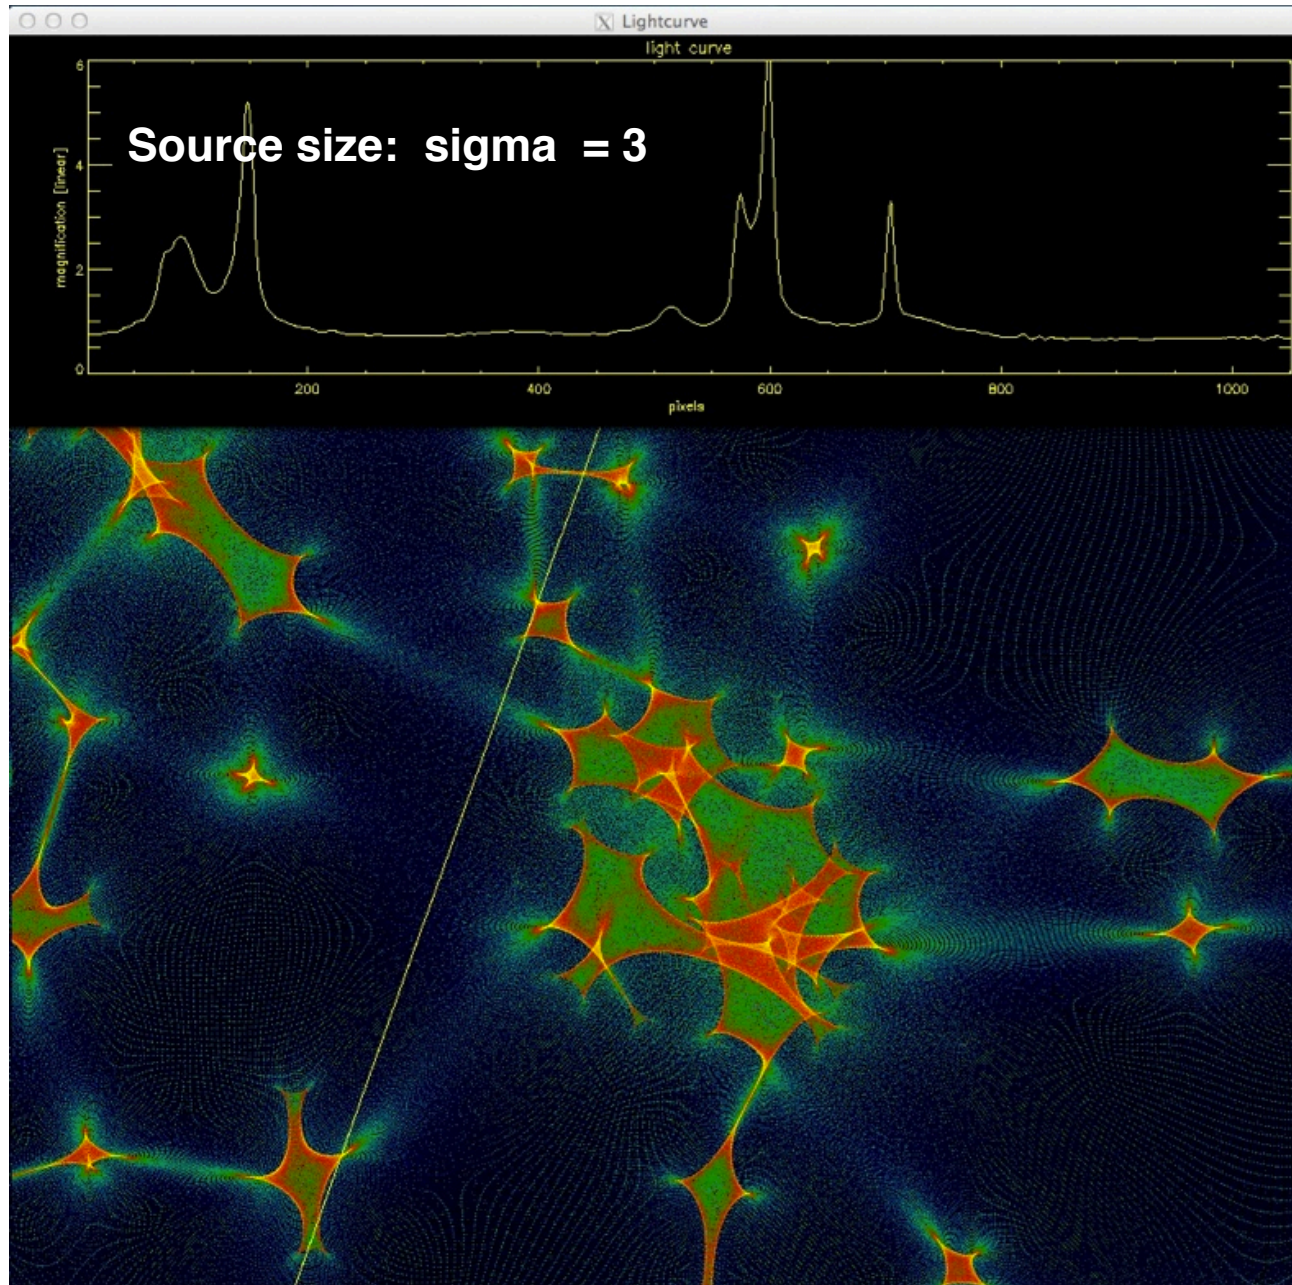 Lightcurve
light curve
Source size: sigma = 3
magnification [linear]
6
4
2
0
200 400 600 800 1000
pixels